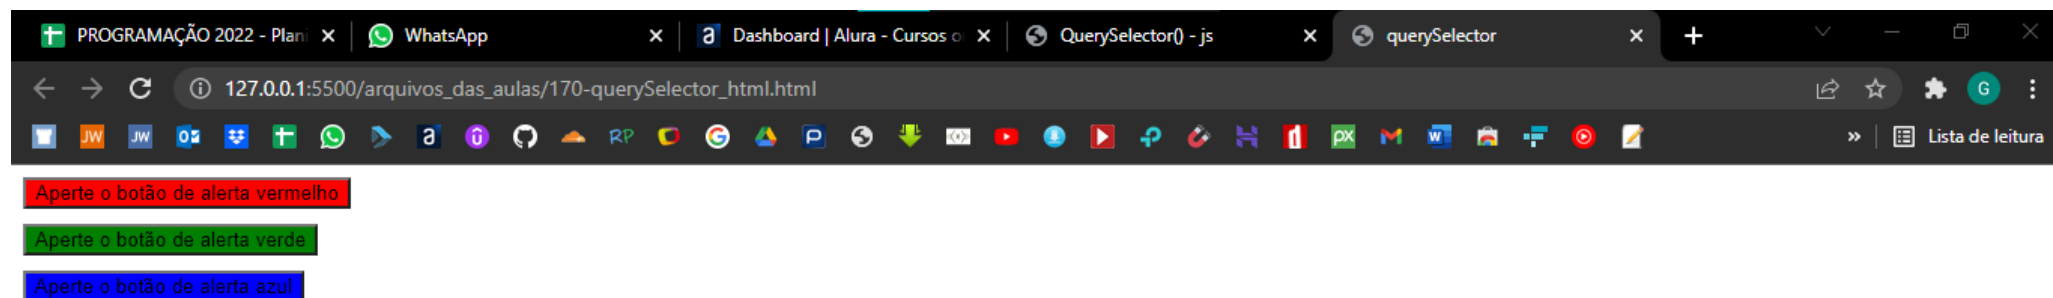 PROGRAMAÇÃO 2022 - Plani
WhatsApp
Dashboard | Alura - Cursos o
QuerySelector() - js
querySelector
127.0.0.1:5500/arquivos_das_aulas/170-querySelector_html.html
G
JW JW RP a G P px W » Lista de leitura
Aperte o botão de alerta vermelho
Aperte o botão de alerta verde
Aperte o botão de alerta azul